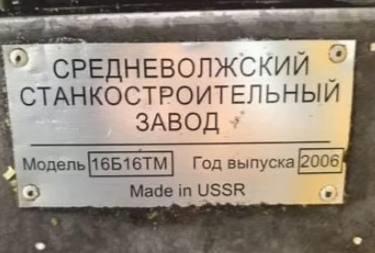 СРЕДНЕВОЛЖСКИЙ
СТАНКОСТРОИТЕЛЬНЫЙ
ЗАВОД
Модель 16Б16ТМ Год выпуска 2006
Made in USSR